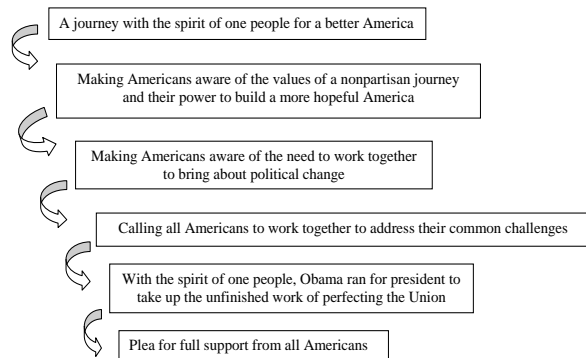 A journey with the spirit of one people for a better America
Making Americans aware of the values of a nonpartisan journey
and their power to build a more hopeful America
Making Americans aware of the need to work together
to bring about political change
Calling all Americans to work together to address their common challenges
With the spirit of one people, Obama ran for president to
take up the unfinished work of perfecting the Union
Plea for full support from all Americans